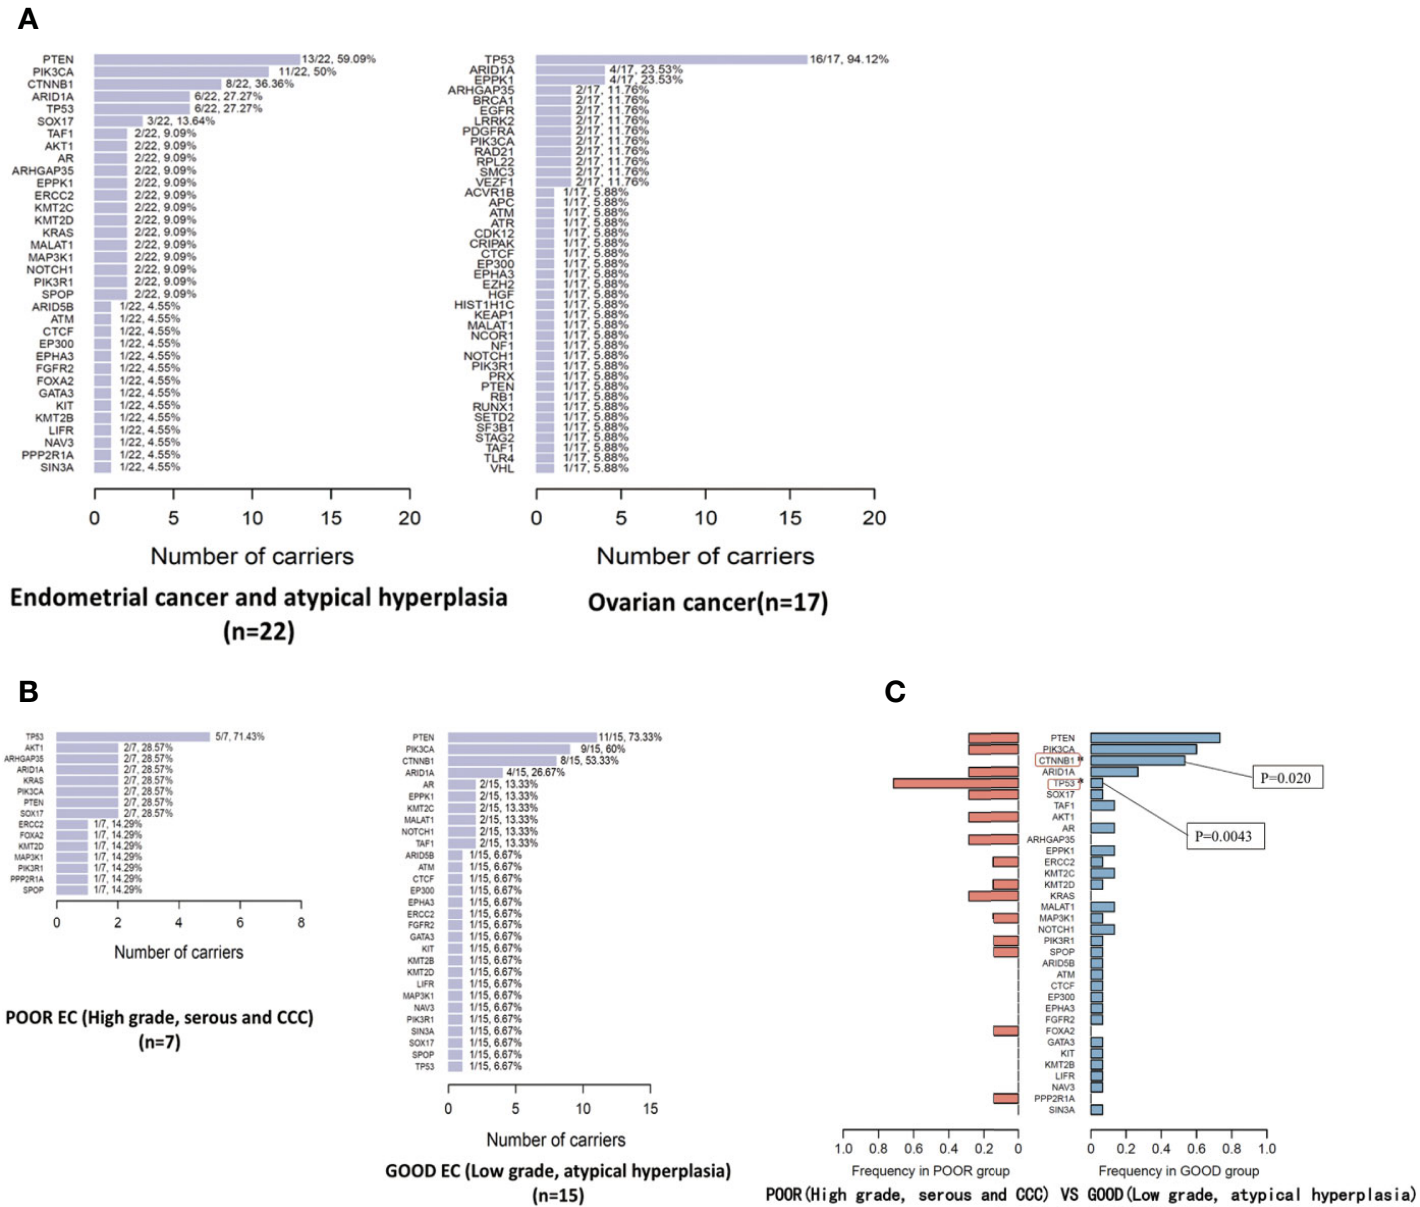 A
PTEN 13/22, 59.09%
PIK3CA 11/22, 50%
CTNNB1 8/22, 36.36%
ARID1A 6/22, 27.27%
TP53 6/22, 27.27%
SOX17 3/22, 13.64%
TAF1 2/22, 9.09%
AKT1 2/22, 9.09%
AR 2/22, 9.09%
ARHGAP35 2/22, 9.09%
EPPK1 2/22, 9.09%
ERCC2 2/22, 9.09%
KMT2C 2/22, 9.09%
KMT2D 2/22, 9.09%
KRAS 2/22, 9.09%
MALAT1 2/22, 9.09%
MAP3K1 2/22, 9.09%
NOTCH1 2/22, 9.09%
PIK3R1 2/22, 9.09%
SPOP 2/22, 9.09%
ARID5B 1/22, 4.55%
ATM 1/22, 4.55%
CTCF 1/22, 4.55%
EP300 1/22, 4.55%
EPHA3 1/22, 4.55%
FGFR2 1/22, 4.55%
FOXA2 1/22, 4.55%
GATA3 1/22, 4.55%
KIT 1/22, 4.55%
KMT2B 1/22, 4.55%
LIFR 1/22, 4.55%
NAV3 1/22, 4.55%
PPP2R1A 1/22, 4.55%
SIN3A 1/22, 4.55%
0 5 10 15 20
Number of carriers
Endometrial cancer and atypical hyperplasia
(n=22)
TP53 16/17, 94.12%
ARID1A 4/17, 23.53%
EPPK1 4/17, 23.53%
ARHGAP35 2/17, 11.76%
BRCA1 2/17, 11.76%
EGFR 2/17, 11.76%
LRRK2 2/17, 11.76%
PDGFRA 2/17, 11.76%
PIK3CA 2/17, 11.76%
RAD21 2/17, 11.76%
RPL22 2/17, 11.76%
SMC3 2/17, 11.76%
VEZF1 2/17, 11.76%
ACVR1B 1/17, 5.88%
APC 1/17, 5.88%
ATM 1/17, 5.88%
ATR 1/17, 5.88%
CDK12 1/17, 5.88%
CRIPAK 1/17, 5.88%
CTCF 1/17, 5.88%
EP300 1/17, 5.88%
EPHA3 1/17, 5.88%
EZH2 1/17, 5.88%
HGF 1/17, 5.88%
HIST1H1C 1/17, 5.88%
KEAP1 1/17, 5.88%
MALAT1 1/17, 5.88%
NCOR1 1/17, 5.88%
NF1 1/17, 5.88%
NOTCH1 1/17, 5.88%
PIK3R1 1/17, 5.88%
PRX 1/17, 5.88%
PTEN 1/17, 5.88%
RB1 1/17, 5.88%
RUNX1 1/17, 5.88%
SETD2 1/17, 5.88%
SF3B1 1/17, 5.88%
STAG2 1/17, 5.88%
TAF1 1/17, 5.88%
TLR4 1/17, 5.88%
VHL 1/17, 5.88%
0 5 10 15 20
Number of carriers
Ovarian cancer(n=17)
B
TP53 5/7, 71.43%
AKT1 2/7, 28.57%
ARHGAP35 2/7, 28.57%
ARID1A 2/7, 28.57%
KRAS 2/7, 28.57%
PIK3CA 2/7, 28.57%
PTEN 2/7, 28.57%
SOX17 2/7, 28.57%
ERCC2 1/7, 14.29%
FOXA2 1/7, 14.29%
KMT2D 1/7, 14.29%
MAP3K1 1/7, 14.29%
PIK3R1 1/7, 14.29%
PPP2R1A 1/7, 14.29%
SPOP 1/7, 14.29%
0 2 4 6 8
Number of carriers
POOR EC (High grade, serous and CCC)
(n=7)
PTEN 11/15, 73.33%
PIK3CA 9/15, 60%
CTNNB1 8/15, 53.33%
ARID1A 4/15, 26.67%
AR 2/15, 13.33%
EPPK1 2/15, 13.33%
KMT2C 2/15, 13.33%
MALAT1 2/15, 13.33%
NOTCH1 2/15, 13.33%
TAF1 2/15, 13.33%
ARID5B 1/15, 6.67%
ATM 1/15, 6.67%
CTCF 1/15, 6.67%
EP300 1/15, 6.67%
EPHA3 1/15, 6.67%
ERCC2 1/15, 6.67%
FGFR2 1/15, 6.67%
GATA3 1/15, 6.67%
KIT 1/15, 6.67%
KMT2B 1/15, 6.67%
KMT2D 1/15, 6.67%
LIFR 1/15, 6.67%
MAP3K1 1/15, 6.67%
NAV3 1/15, 6.67%
PIK3R1 1/15, 6.67%
SIN3A 1/15, 6.67%
SOX17 1/15, 6.67%
SPOP 1/15, 6.67%
TP53 1/15, 6.67%
0 5 10 15
Number of carriers
GOOD EC (Low grade, atypical hyperplasia)
(n=15)
C
PTEN
PIK3CA
CTNNB1*
ARID1A
TP53*
SOX17
TAF1
AKT1
AR
ARHGAP35
EPPK1
ERCC2
KMT2C
KMT2D
KRAS
MALAT1
MAP3K1
NOTCH1
PIK3R1
SPOP
ARID5B
ATM
CTCF
EP300
EPHA3
FGFR2
FOXA2
GATA3
KIT
KMT2B
LIFR
NAV3
PPP2R1A
SIN3A
P=0.020
P=0.0043
1.0 0.8 0.6 0.4 0.2 0 0 0.2 0.4 0.6 0.8 1.0
Frequency in POOR group Frequency in GOOD group
POOR(High grade, serous and CCC) VS GOOD(Low grade, atypical hyperplasia)